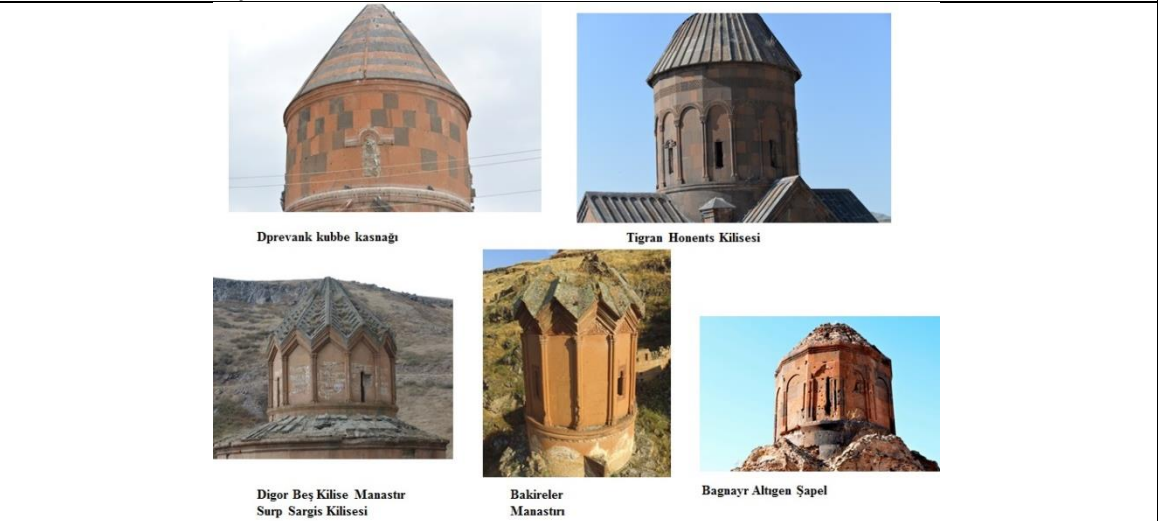 Dprevank kubbe kasnağı
Tigran Honents Kilisesi
Digor Beş Kilise Manastır
Surp Sargis Kilisesi
Bakireler
Manastırı
Bagnayr Altıgen Şapel